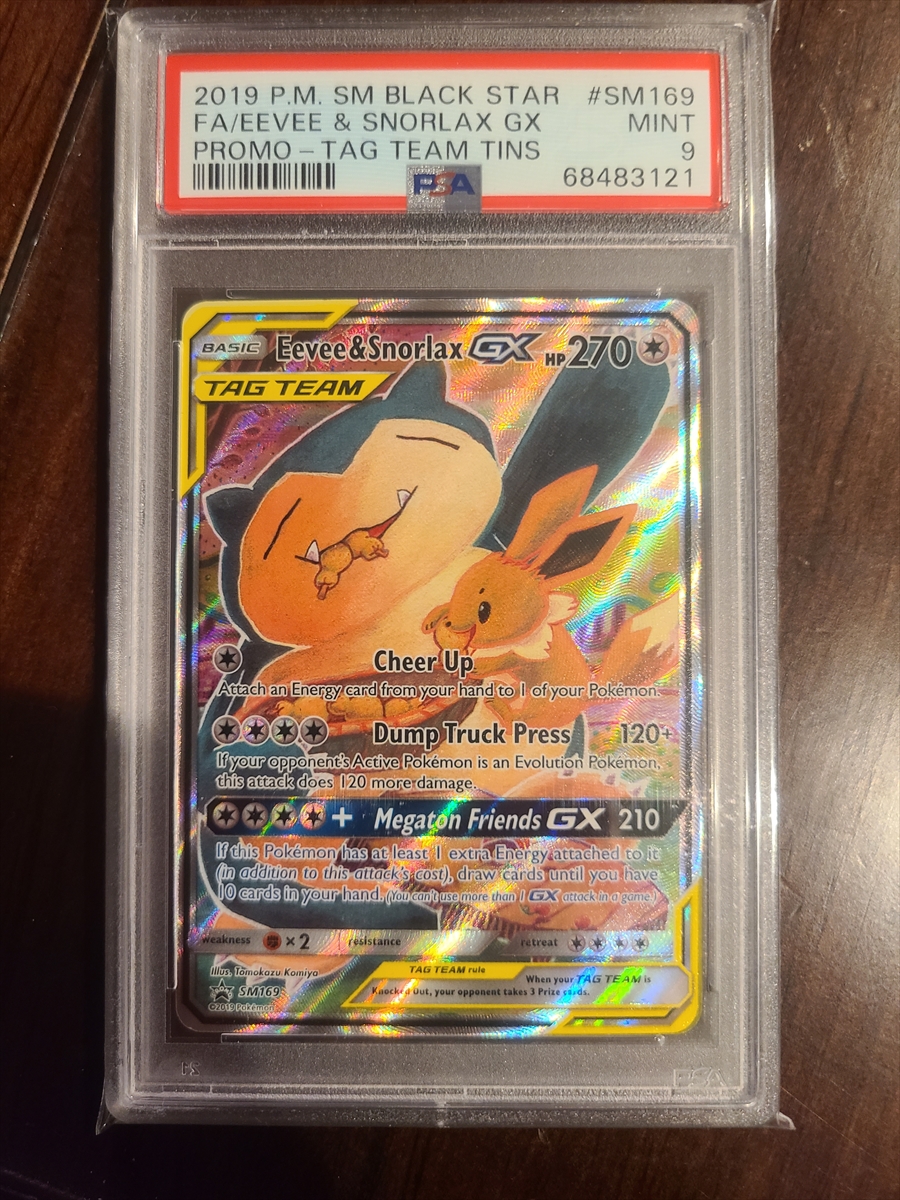 2019 P.M. SM BLACK STAR #SM169
FA/EEVEE & SNORLAX GX MINT
PROMO-TAG TEAM TINS 9
PSA 68483121
BASIC Eevee&Snorlax GX HP270
TAG TEAM
Cheer Up
Attach an Energy card from your hand to 1 of your Pokémon.
Dump Truck Press 120+
If your opponent's Active Pokémon is an Evolution Pokémon,
this attack does 120 more damage.
+ Megaton Friends GX 210
If this Pokémon has at least 1 extra Energy attached to it
(in addition to this attack's cost), draw cards until you have
10 cards in your hand. (You can't use more than 1 GX attack in a game.)
weakness ×2 resistance retreat
Illus. Tomokazu Komiya
TAG TEAM rule When your TAG TEAM is
Knocked Out, your opponent takes 3 Prize cards.
SM169
©2019 Pokémon
PSA